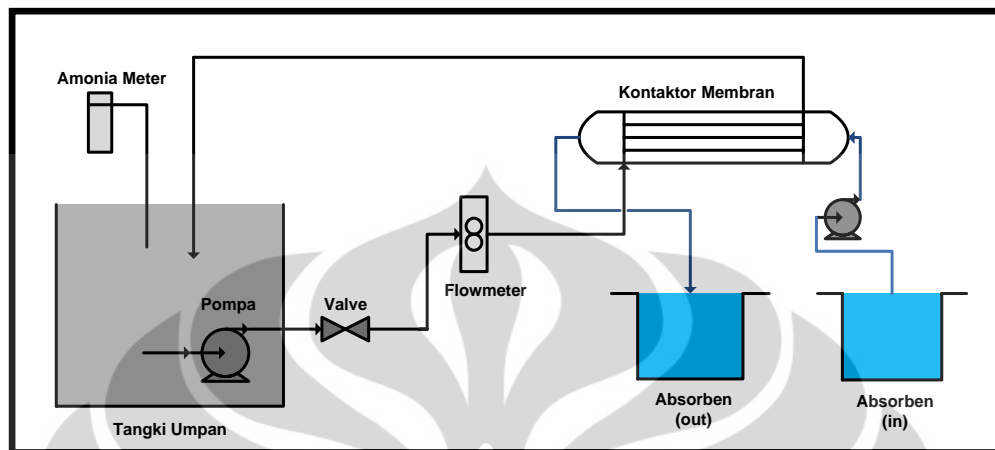 Amonia Meter
Kontaktor Membran
Pompa
Valve
Flowmeter
Tangki Umpan
Absorben
(out)
Absorben
(in)